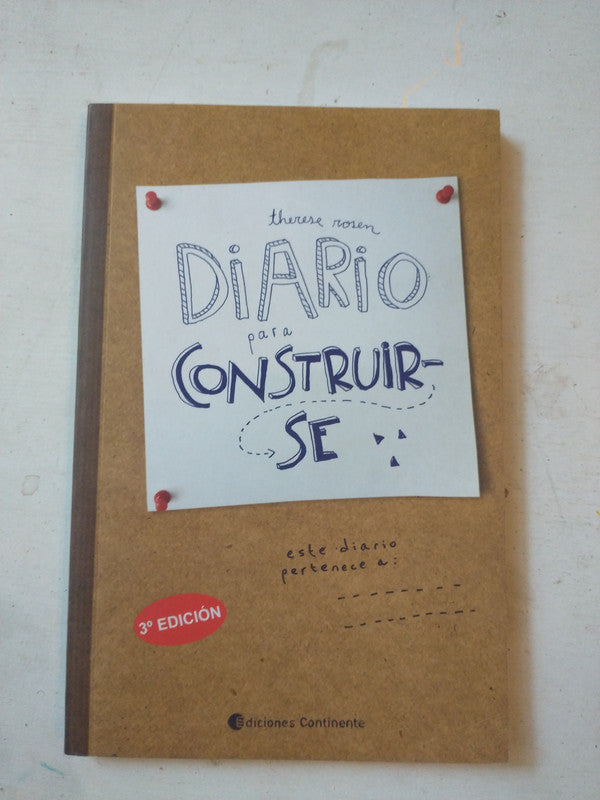 therese rosen
DiARiO
para
CONSTRUIR-
SE
este diario
pertenece a:
3º EDICIÓN
Ediciones Continente